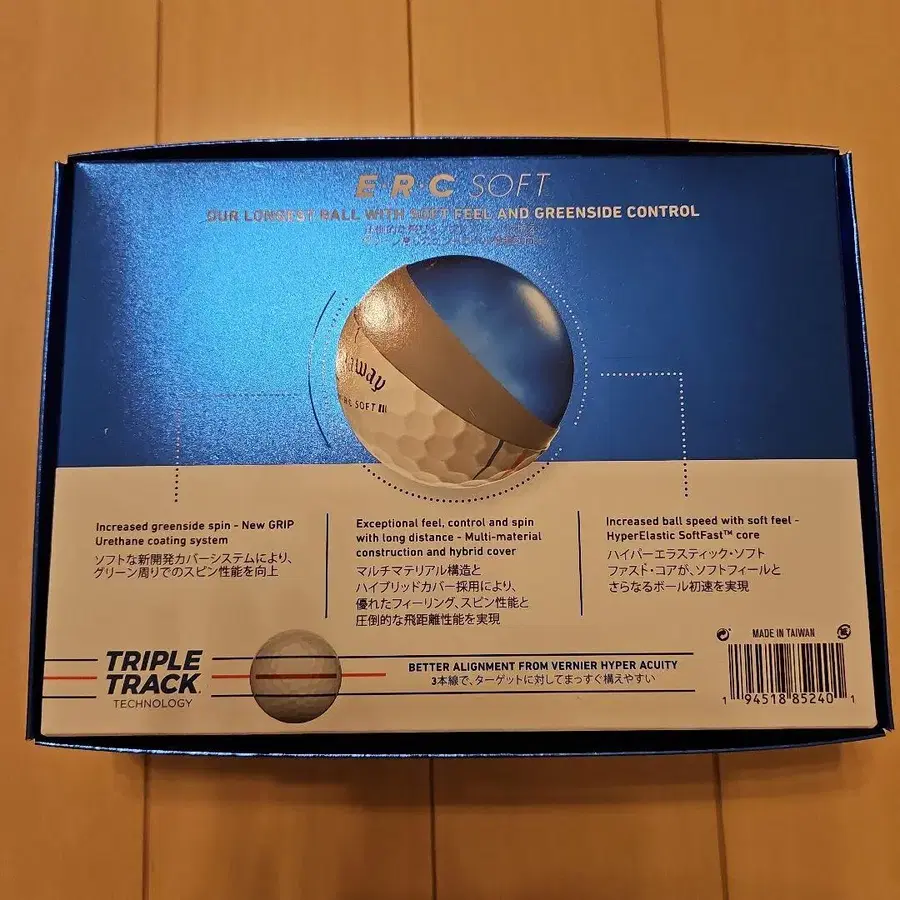 E·R·C SOFT
OUR LONGEST BALL WITH SOFT FEEL AND GREENSIDE CONTROL
away
ERC SOFT
Increased greenside spin - New GRIP
Urethane coating system
ソフトな新開発カバーシステムにより、
グリーン周りでのスピン性能を向上
Exceptional feel, control and spin
with long distance - Multi-material
construction and hybrid cover
マルチマテリアル構造と
ハイブリッドカバー採用により、
優れたフィーリング、スピン性能と
圧倒的な飛距離性能を実現
Increased ball speed with soft feel -
HyperElastic SoftFast™ core
ハイパーエラスティック・ソフト
ファスト・コアが、ソフトフィールと
さらなるボール初速を実現
TRIPLE
TRACK
TECHNOLOGY
BETTER ALIGNMENT FROM VERNIER HYPER ACUITY
3本線で、ターゲットに対してまっすぐ構えやすい
MADE IN TAIWAN
1 94518 85240 1